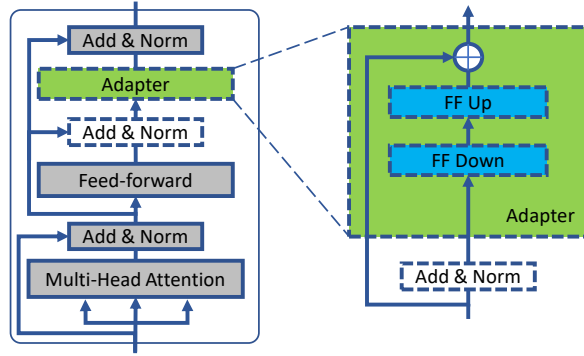 Add & Norm
Adapter
Add & Norm
Feed-forward
Add & Norm
Multi-Head Attention
FF Up
FF Down
Adapter
Add & Norm